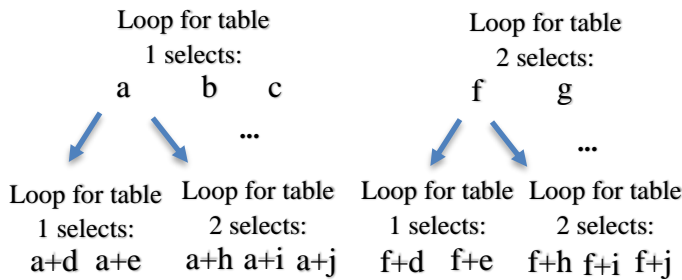 Loop for table
1 selects:
a b c
...
Loop for table
2 selects:
f g
...
Loop for table
1 selects:
a+d a+e
Loop for table
2 selects:
a+h a+i a+j
Loop for table
1 selects:
f+d f+e
Loop for table
2 selects:
f+h f+i f+j